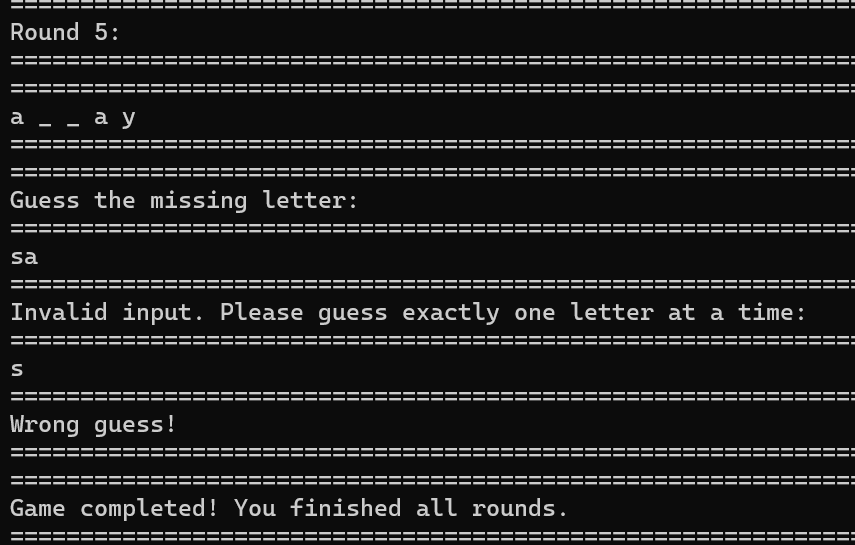 =============================================================
Round 5:
=============================================================
=============================================================
a _ _ a y
=============================================================
=============================================================
Guess the missing letter:
=============================================================
sa
=============================================================
Invalid input. Please guess exactly one letter at a time:
=============================================================
s
=============================================================
Wrong guess!
=============================================================
=============================================================
Game completed! You finished all rounds.
=============================================================